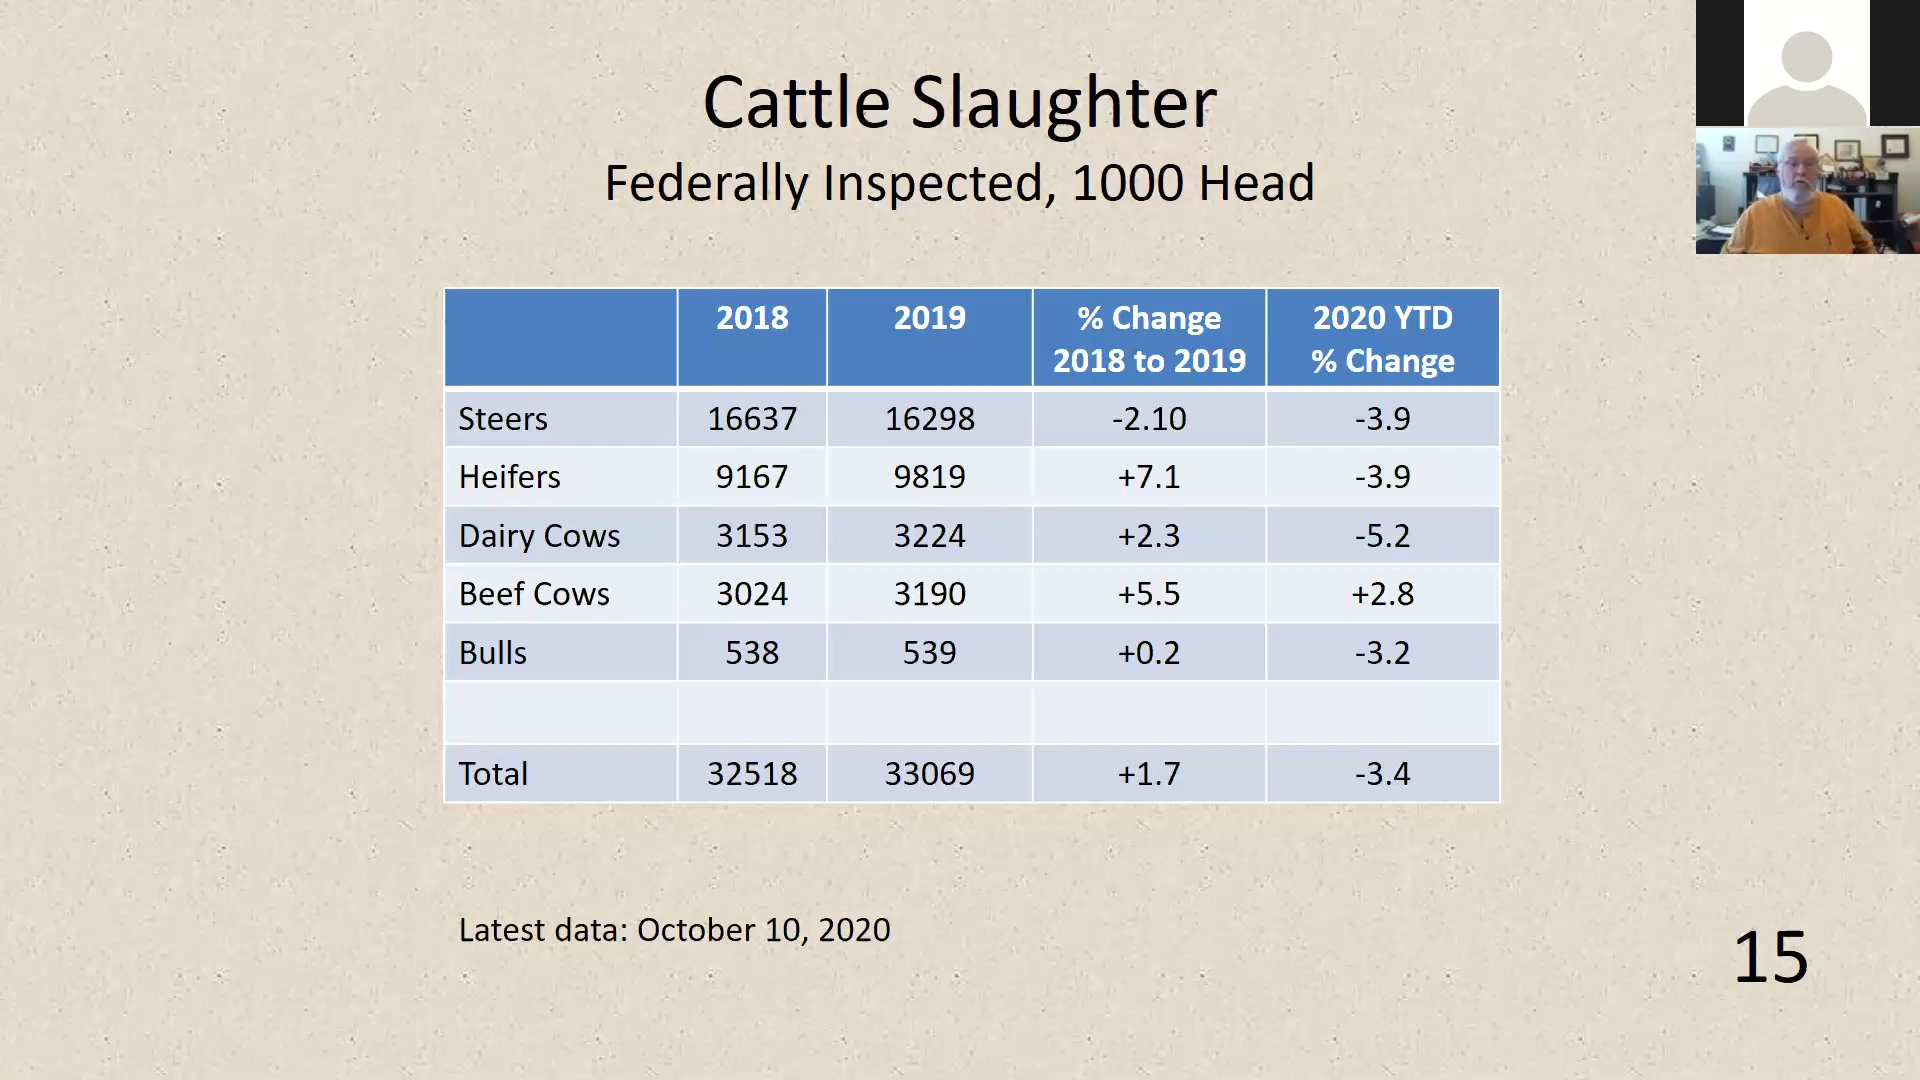 Cattle Slaughter
Federally Inspected, 1000 Head
2018 2019 % Change 2018 to 2019 2020 YTD % Change
Steers 16637 16298 -2.10 -3.9
Heifers 9167 9819 +7.1 -3.9
Dairy Cows 3153 3224 +2.3 -5.2
Beef Cows 3024 3190 +5.5 +2.8
Bulls 538 539 +0.2 -3.2
Total 32518 33069 +1.7 -3.4
Latest data: October 10, 2020
15